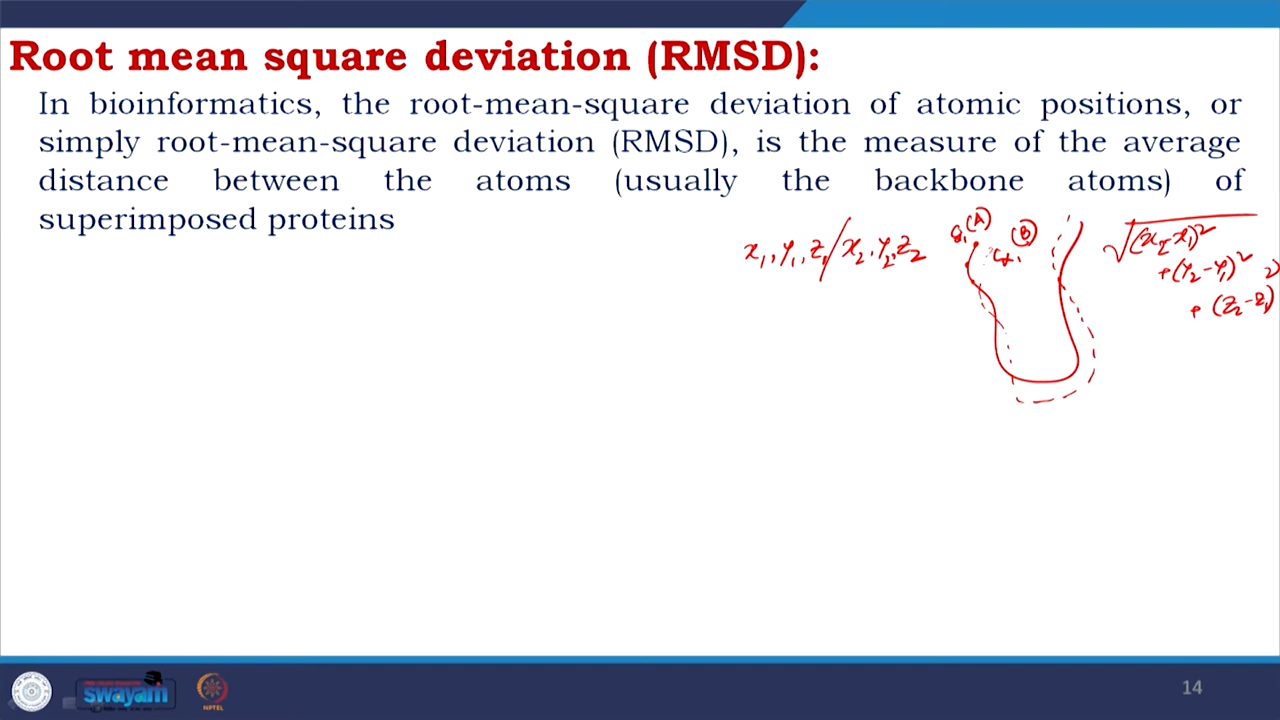 Root mean square deviation (RMSD):
In bioinformatics, the root-mean-square deviation of atomic positions, or
simply root-mean-square deviation (RMSD), is the measure of the average
distance between the atoms (usually the backbone atoms) of
superimposed proteins
x₁, y₁, z₁ / x₂, y₂, z₂
(A)
(B)
√(x₂-x₁)²
+(y₂-y₁)²
+(z₂-z₁)²
swayam
NPTEL
14